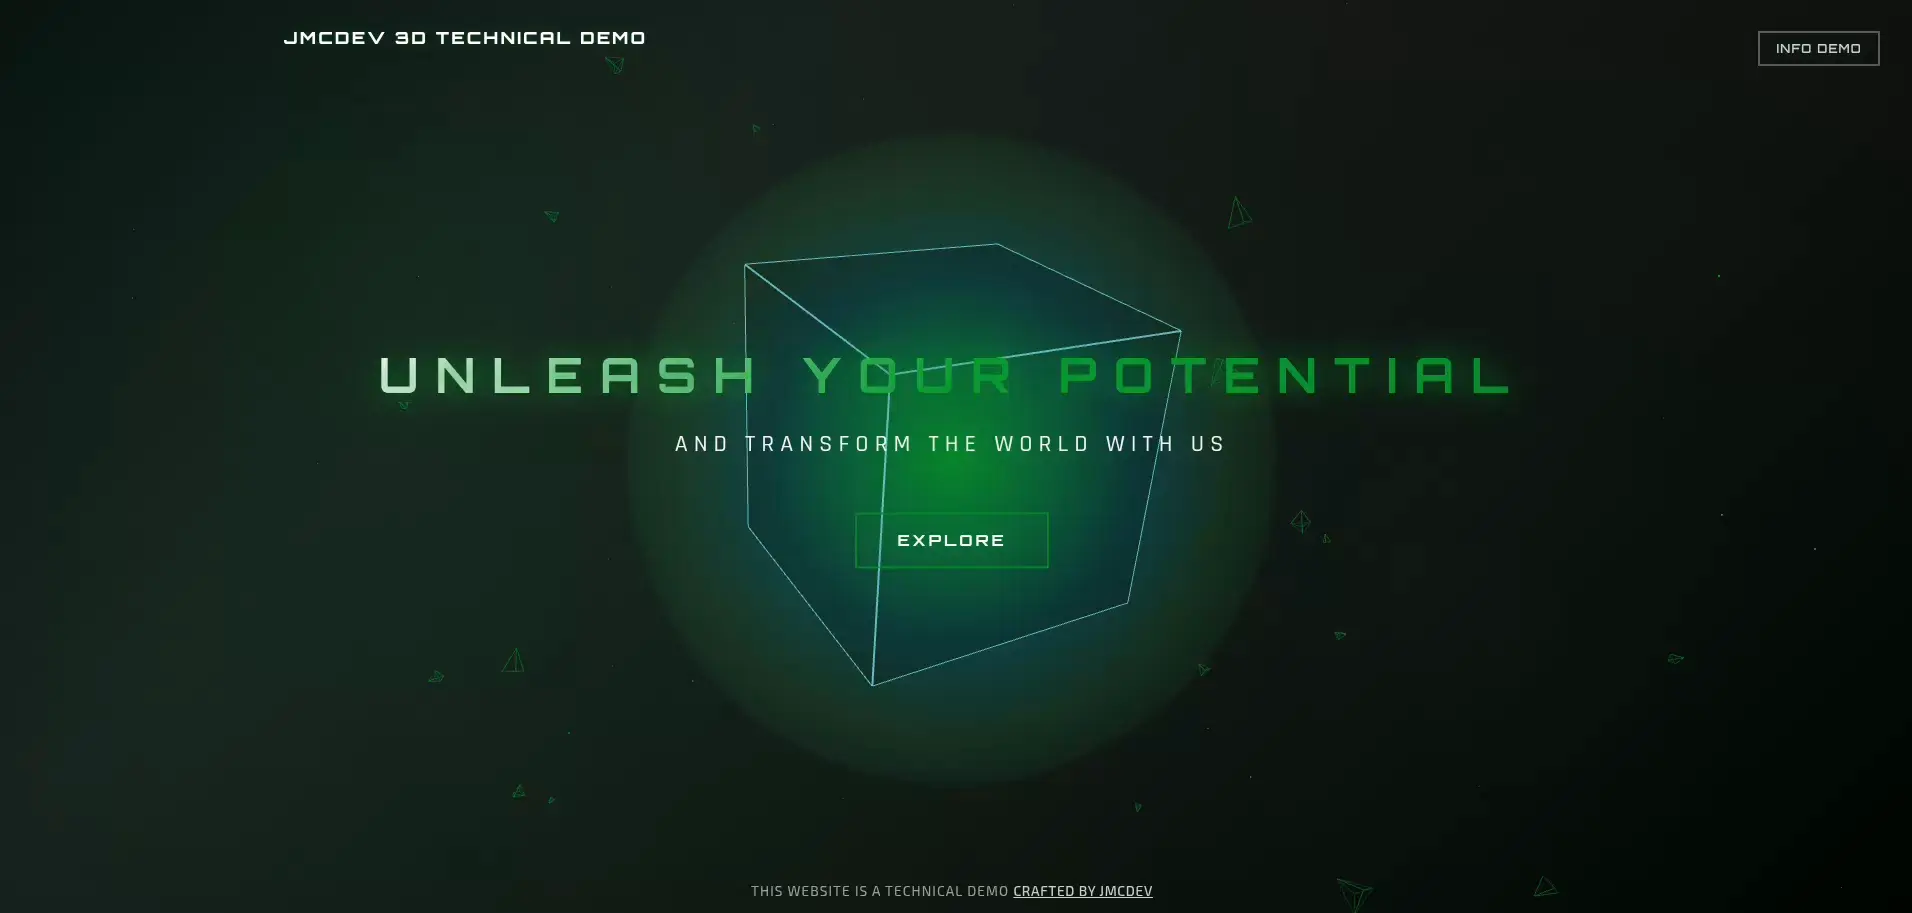 JMCDEV 3D TECHNICAL DEMO
INFO DEMO
UNLEASH YOUR POTENTIAL
AND TRANSFORM THE WORLD WITH US
EXPLORE
THIS WEBSITE IS A TECHNICAL DEMO CRAFTED BY JMCDEV